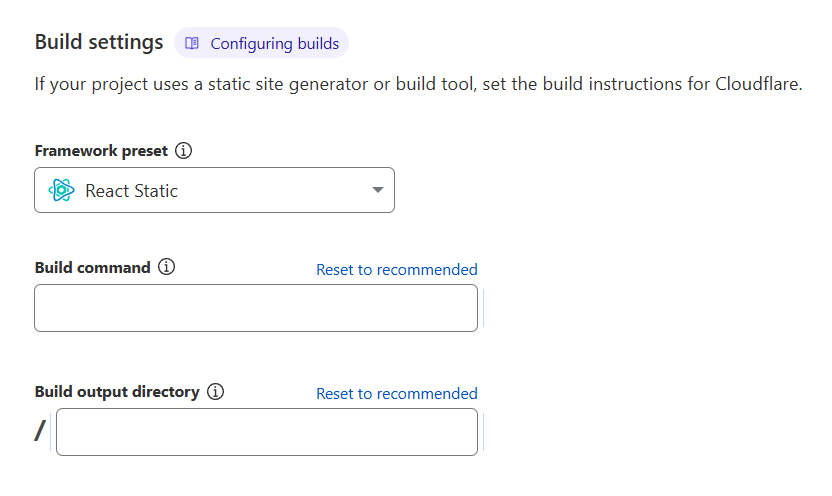 Build settings Configuring builds
If your project uses a static site generator or build tool, set the build instructions for Cloudflare.
Framework preset
React Static
Build command Reset to recommended
Build output directory Reset to recommended
/